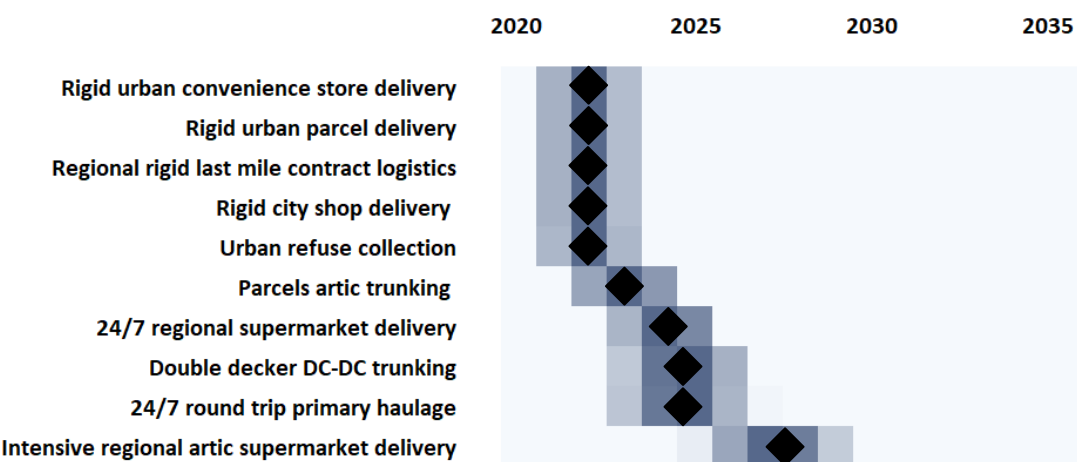 2020 2025 2030 2035
Rigid urban convenience store delivery
Rigid urban parcel delivery
Regional rigid last mile contract logistics
Rigid city shop delivery
Urban refuse collection
Parcels artic trunking
24/7 regional supermarket delivery
Double decker DC-DC trunking
24/7 round trip primary haulage
Intensive regional artic supermarket delivery